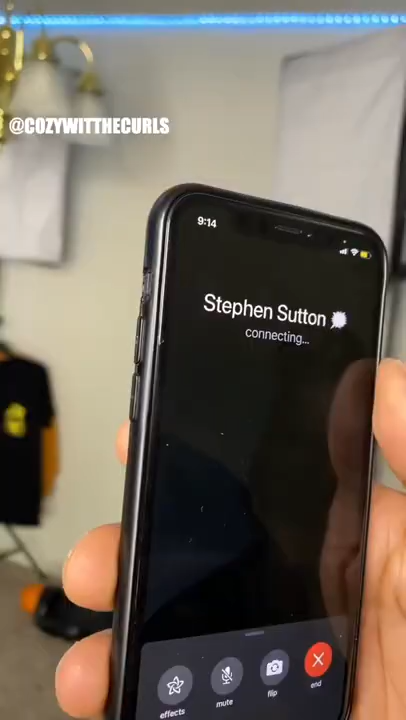 @COZYWITTHECURLS
9:14
Stephen Sutton
connecting...
effects
mute
flip
end